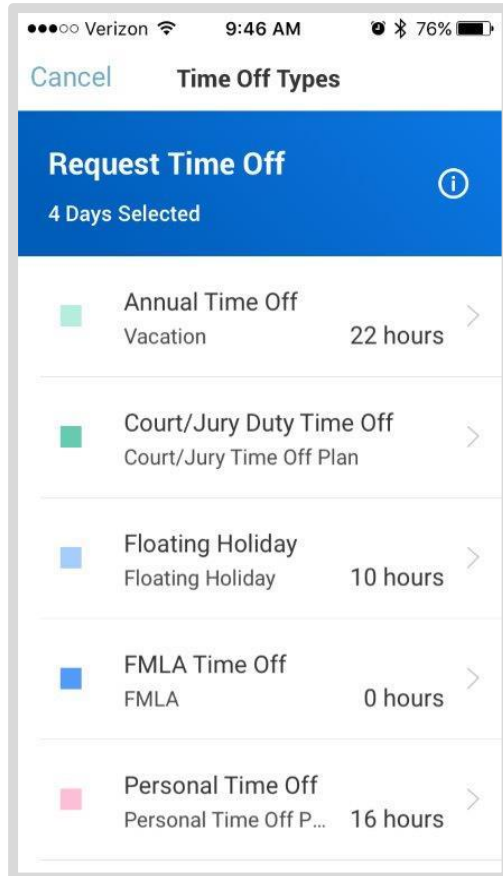 Verizon 9:46 AM 76%
Cancel Time Off Types
Request Time Off
4 Days Selected
Annual Time Off
Vacation 22 hours
Court/Jury Duty Time Off
Court/Jury Time Off Plan
Floating Holiday
Floating Holiday 10 hours
FMLA Time Off
FMLA 0 hours
Personal Time Off
Personal Time Off P... 16 hours